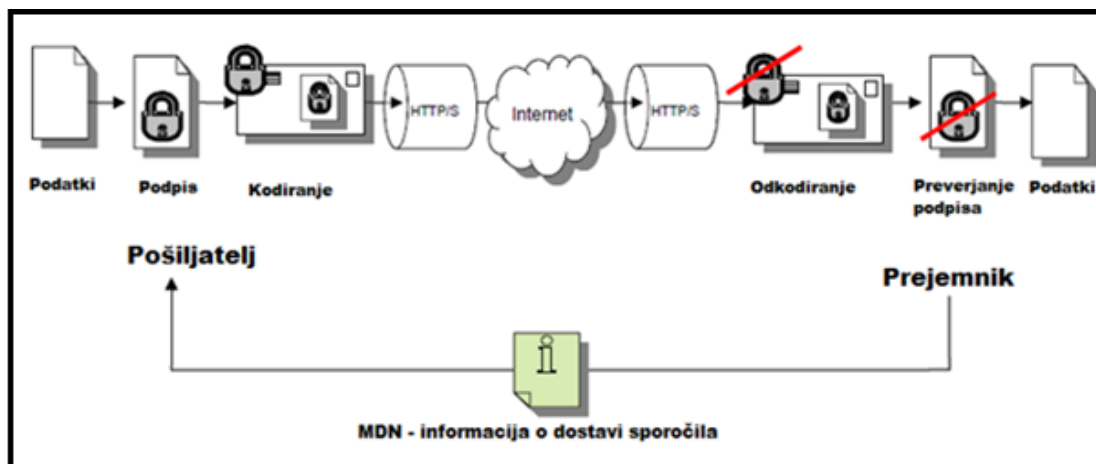 HTTP/S
Internet
HTTP/S
Podatki
Podpis
Kodiranje
Odkodiranje
Preverjanje
podpisa
Podatki
Pošiljatelj
Prejemnik
i
MDN - informacija o dostavi sporočila